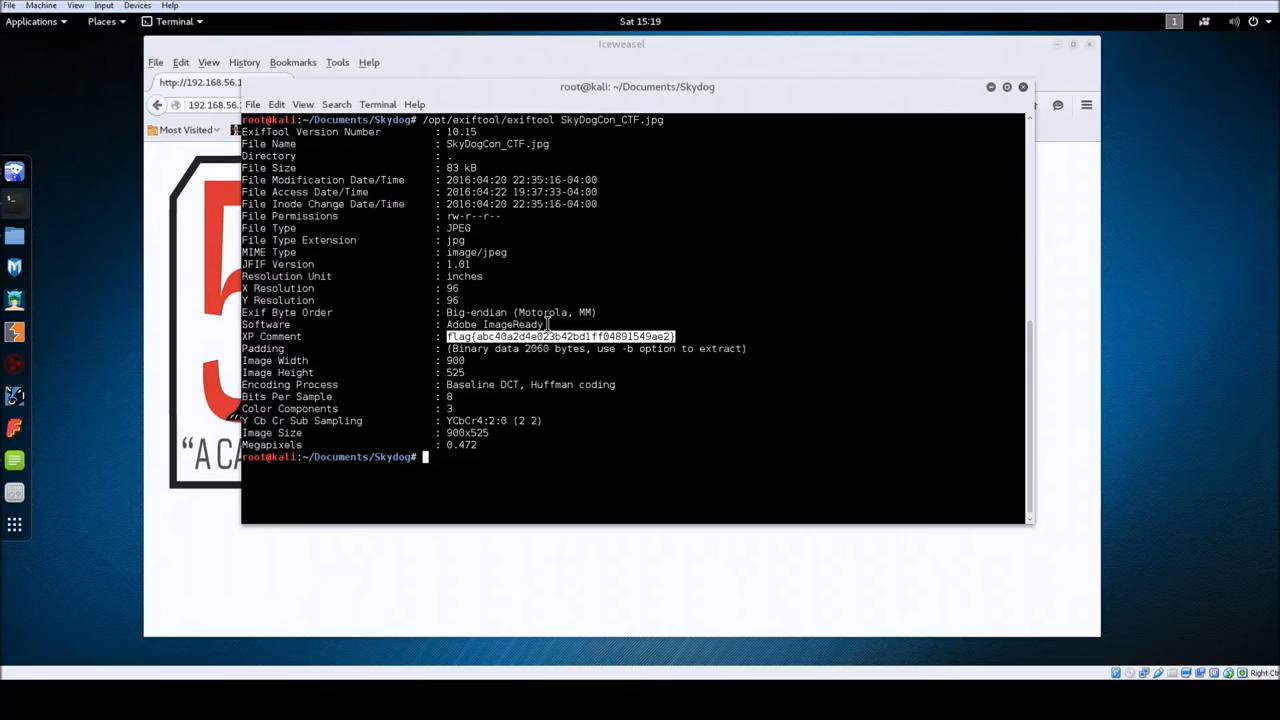 File Machine View Input Devices Help
Applications Places Terminal Sat 15:19 1
Iceweasel
File Edit View History Bookmarks Tools Help
http://192.168.56.1
192.168.56.
Most Visited
root@kali: ~/Documents/Skydog
File Edit View Search Terminal Help
root@kali:~/Documents/Skydog# /opt/exiftool/exiftool SkyDogCon_CTF.jpg
ExifTool Version Number : 10.15
File Name : SkyDogCon_CTF.jpg
Directory : .
File Size : 83 kB
File Modification Date/Time : 2016:04:20 22:35:16-04:00
File Access Date/Time : 2016:04:22 19:37:33-04:00
File Inode Change Date/Time : 2016:04:20 22:35:16-04:00
File Permissions : rw-r--r--
File Type : JPEG
File Type Extension : jpg
MIME Type : image/jpeg
JFIF Version : 1.01
Resolution Unit : inches
X Resolution : 96
Y Resolution : 96
Exif Byte Order : Big-endian (Motorola, MM)
Software : Adobe ImageReady
XP Comment : flag{abc40a2d4e023b42bd1ff04891549ae2}
Padding : (Binary data 2060 bytes, use -b option to extract)
Image Width : 900
Image Height : 525
Encoding Process : Baseline DCT, Huffman coding
Bits Per Sample : 8
Color Components : 3
Y Cb Cr Sub Sampling : YCbCr4:2:0 (2 2)
Image Size : 900x525
Megapixels : 0.472
root@kali:~/Documents/Skydog#
5
“ACA
Right Ctr